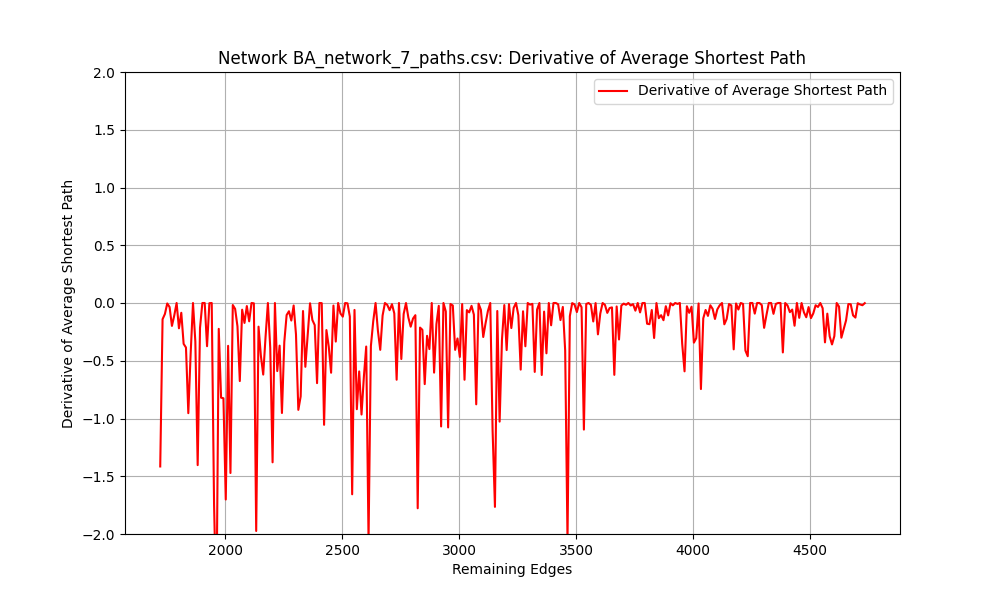 Network BA_network_7_paths.csv: Derivative of Average Shortest Path
Derivative of Average Shortest Path
2.0
1.5
1.0
0.5
0.0
−0.5
−1.0
−1.5
−2.0
Derivative of Average Shortest Path
2000 2500 3000 3500 4000 4500
Remaining Edges